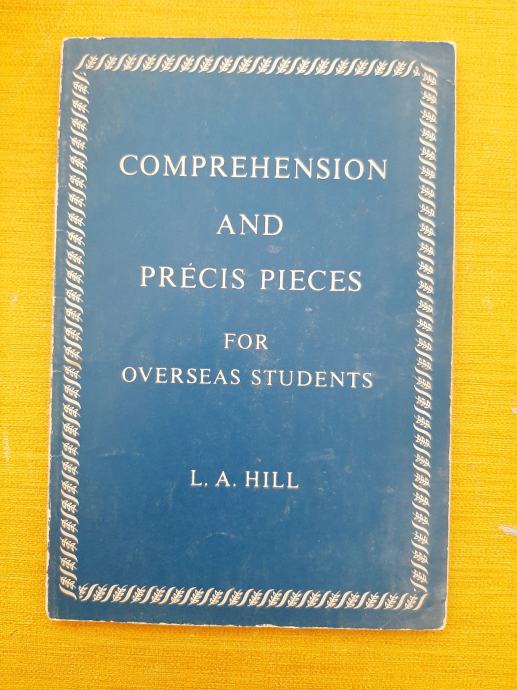 COMPREHENSION
AND
PRÉCIS PIECES
FOR
OVERSEAS STUDENTS
L. A. HILL